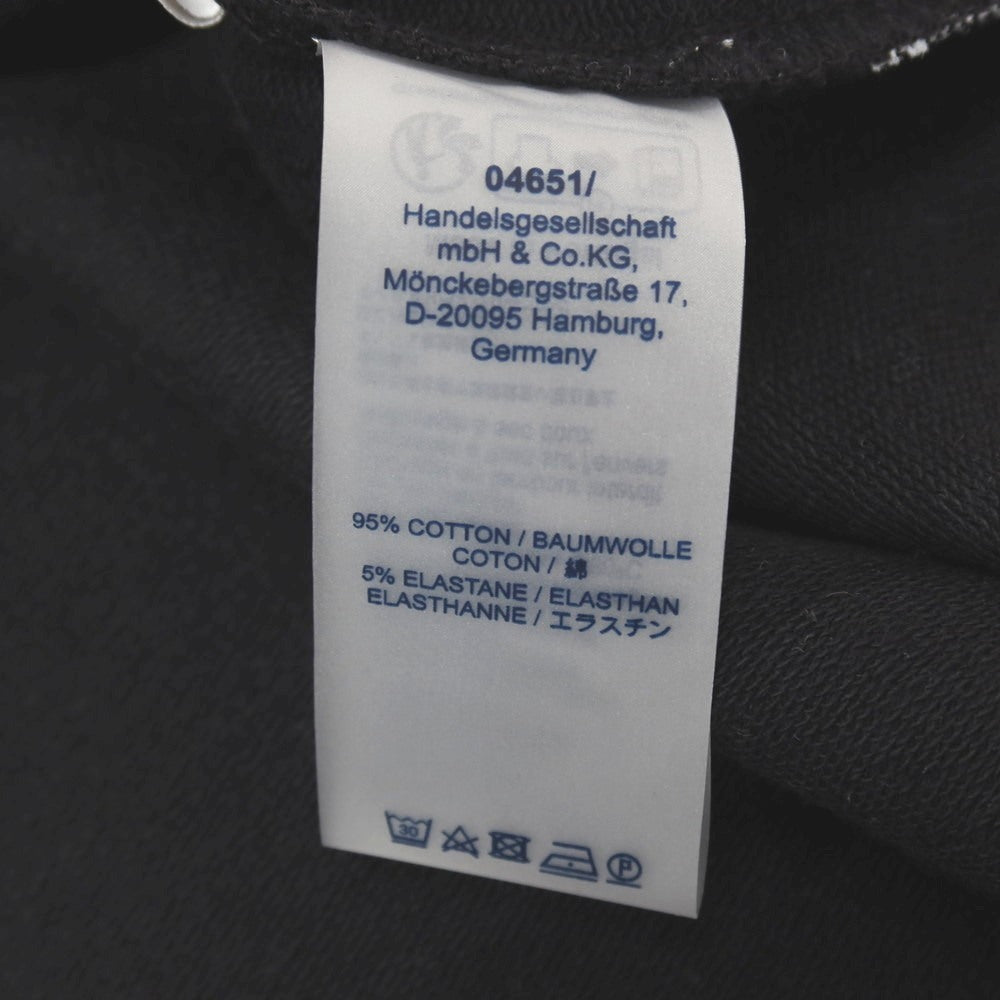 04651/
Handelsgesellschaft
mbH & Co.KG,
Mönckebergstraße 17,
D-20095 Hamburg,
Germany
95% COTTON / BAUMWOLLE
COTON / 綿
5% ELASTANE / ELASTHAN
ELASTHANNE / エラスチン
30
P